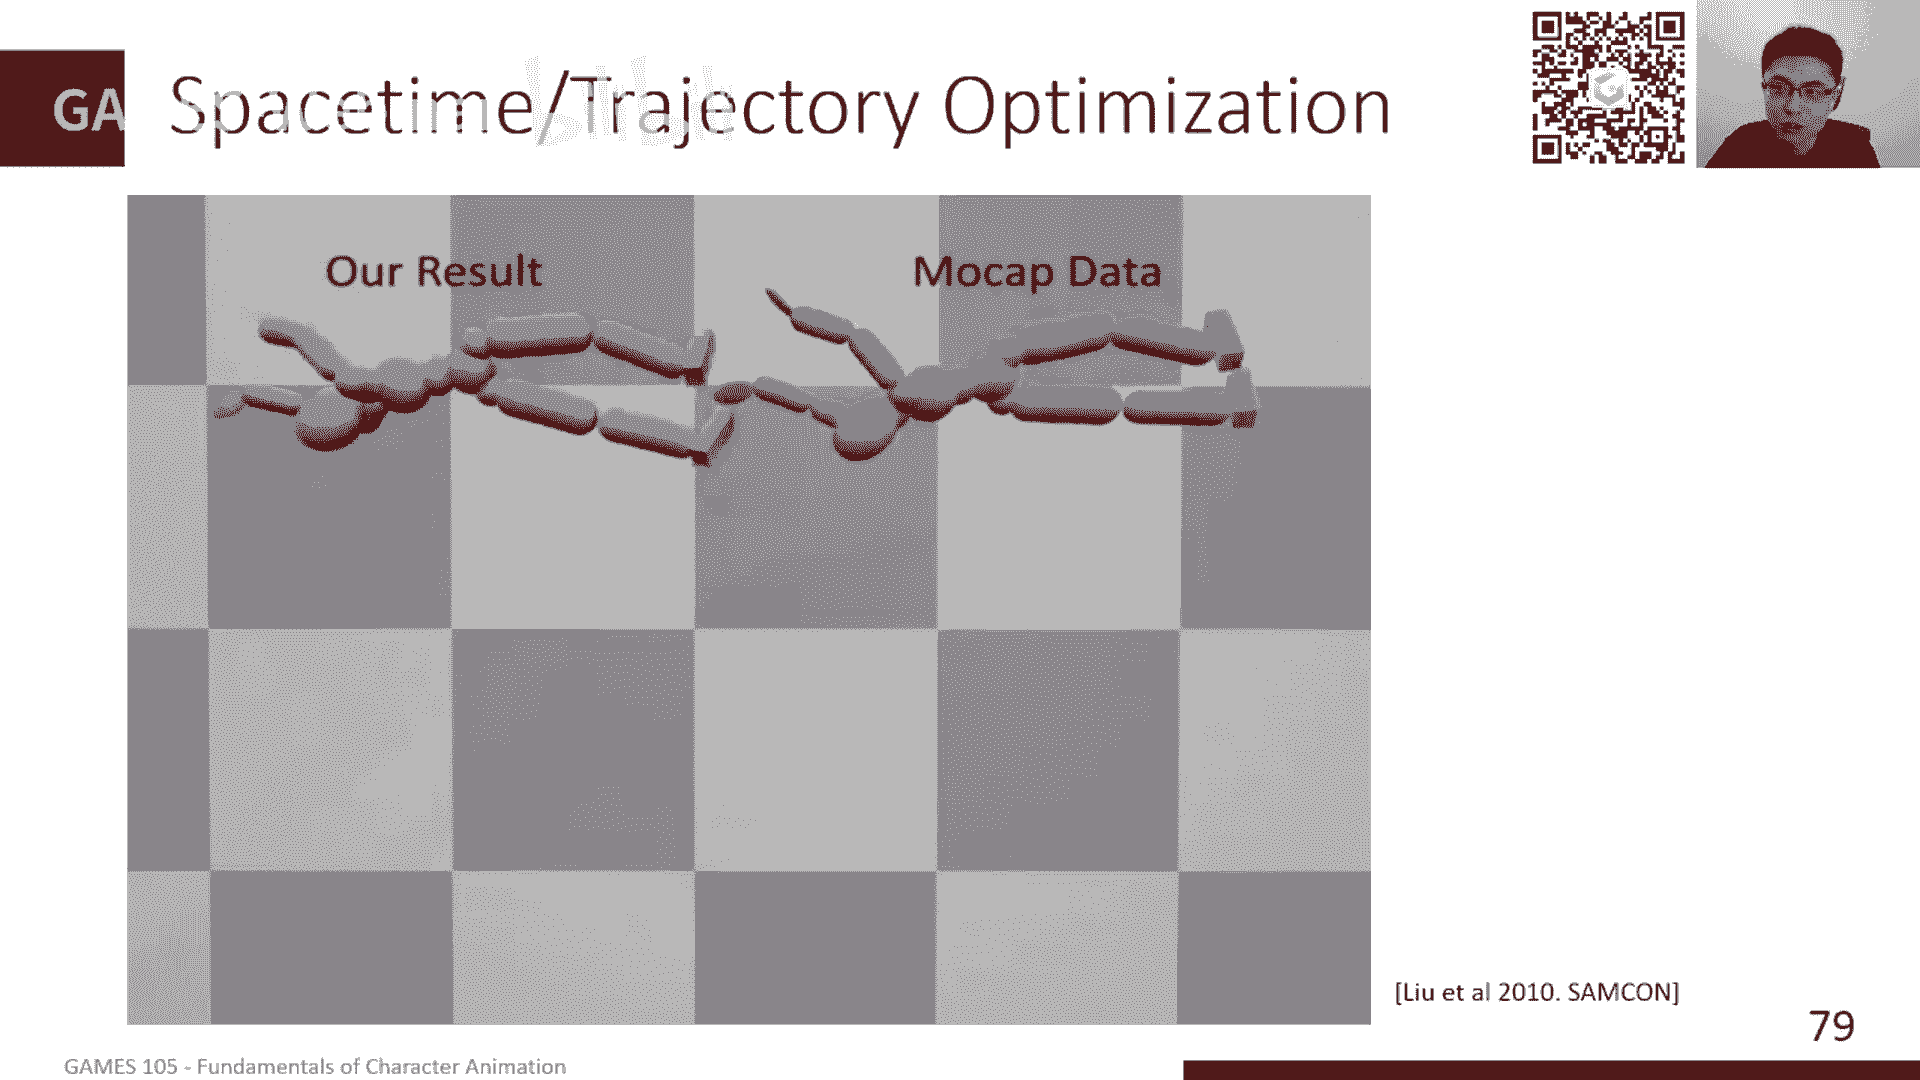 GA
Spacetime/Trajectory Optimization
Our Result
Mocap Data
[Liu et al 2010. SAMCON]
79
GAMES 105 - Fundamentals of Character Animation